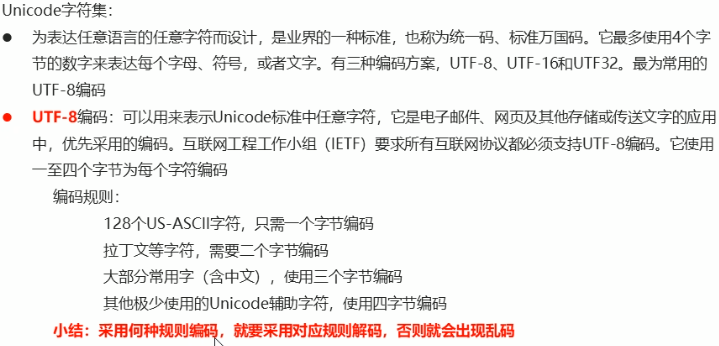 Unicode字符集：
● 为表达任意语言的任意字符而设计，是业界的一种标准，也称为统一码、标准万国码。它最多使用4个字
节的数字来表达每个字母、符号，或者文字。有三种编码方案，UTF-8、UTF-16和UTF32。最为常用的
UTF-8编码
● UTF-8编码：可以用来表示Unicode标准中任意字符，它是电子邮件、网页及其他存储或传送文字的应用
中，优先采用的编码。互联网工程工作小组（IETF）要求所有互联网协议都必须支持UTF-8编码。它使用
一至四个字节为每个字符编码
编码规则：
128个US-ASCII字符，只需一个字节编码
拉丁文等字符，需要二个字节编码
大部分常用字（含中文），使用三个字节编码
其他极少使用的Unicode辅助字符，使用四字节编码
小结：采用何种规则编码，就要采用对应规则解码，否则就会出现乱码